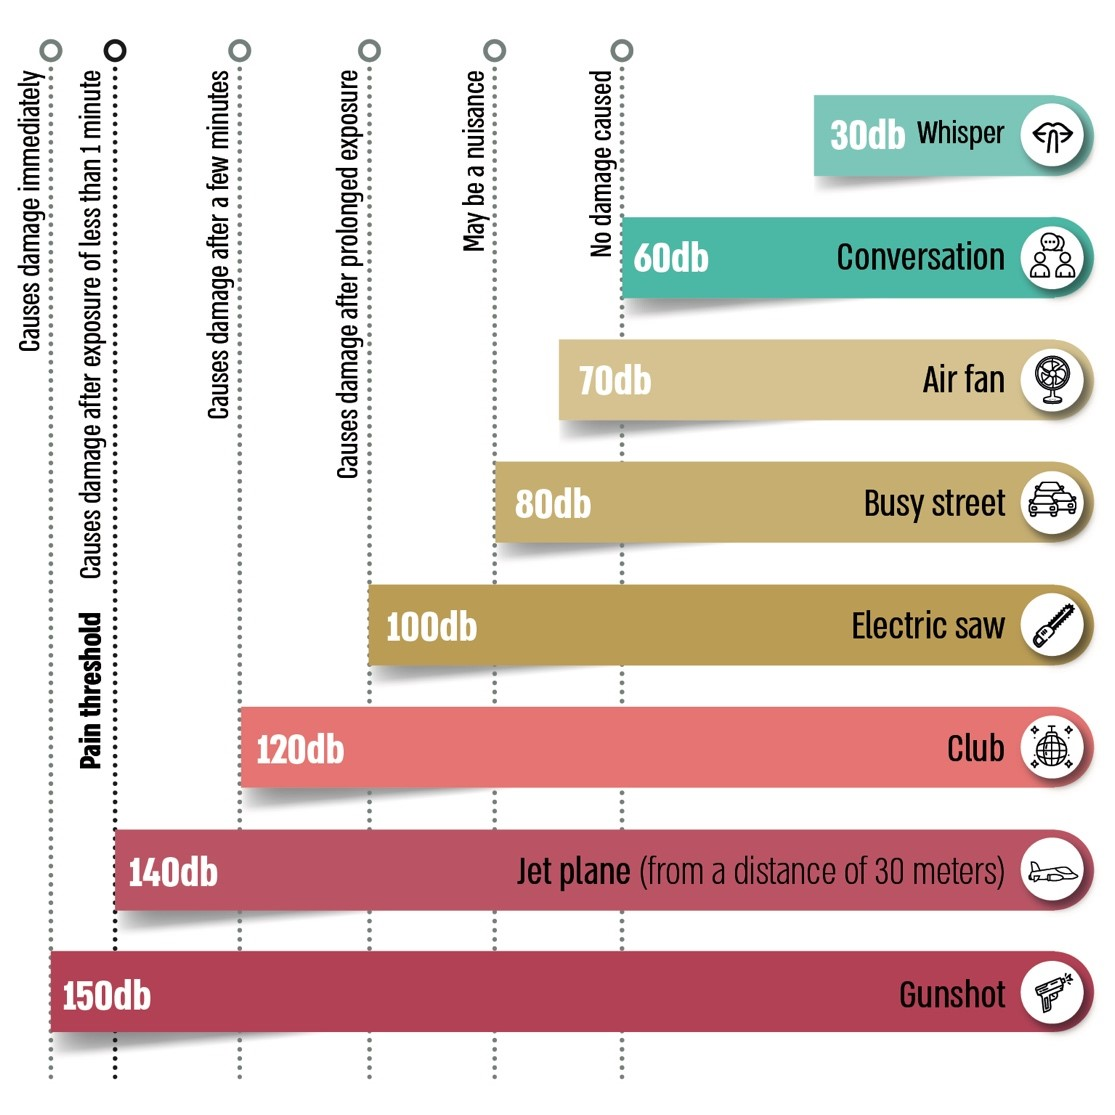 Causes damage immediately
Pain threshold Causes damage after exposure of less than 1 minute
Causes damage after a few minutes
Causes damage after prolonged exposure
May be a nuisance
No damage caused
30db Whisper
60db Conversation
70db Air fan
80db Busy street
100db Electric saw
120db Club
140db Jet plane (from a distance of 30 meters)
150db Gunshot